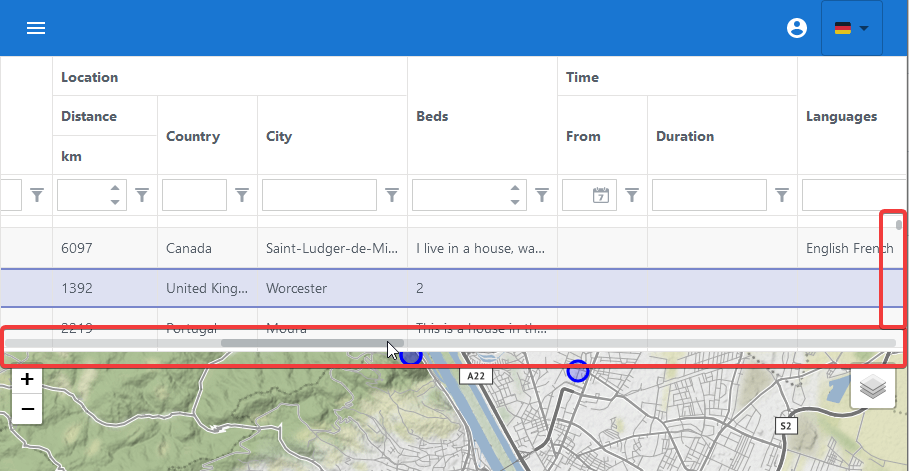 Location
Time
Distance
Country
City
Beds
From
Duration
Languages
km
7
6097 Canada Saint-Ludger-de-Mi... I live in a house, wa... English French
1392 United King... Worcester 2
2219 Portugal Moura This is a house in th...
+
A22
−
S2